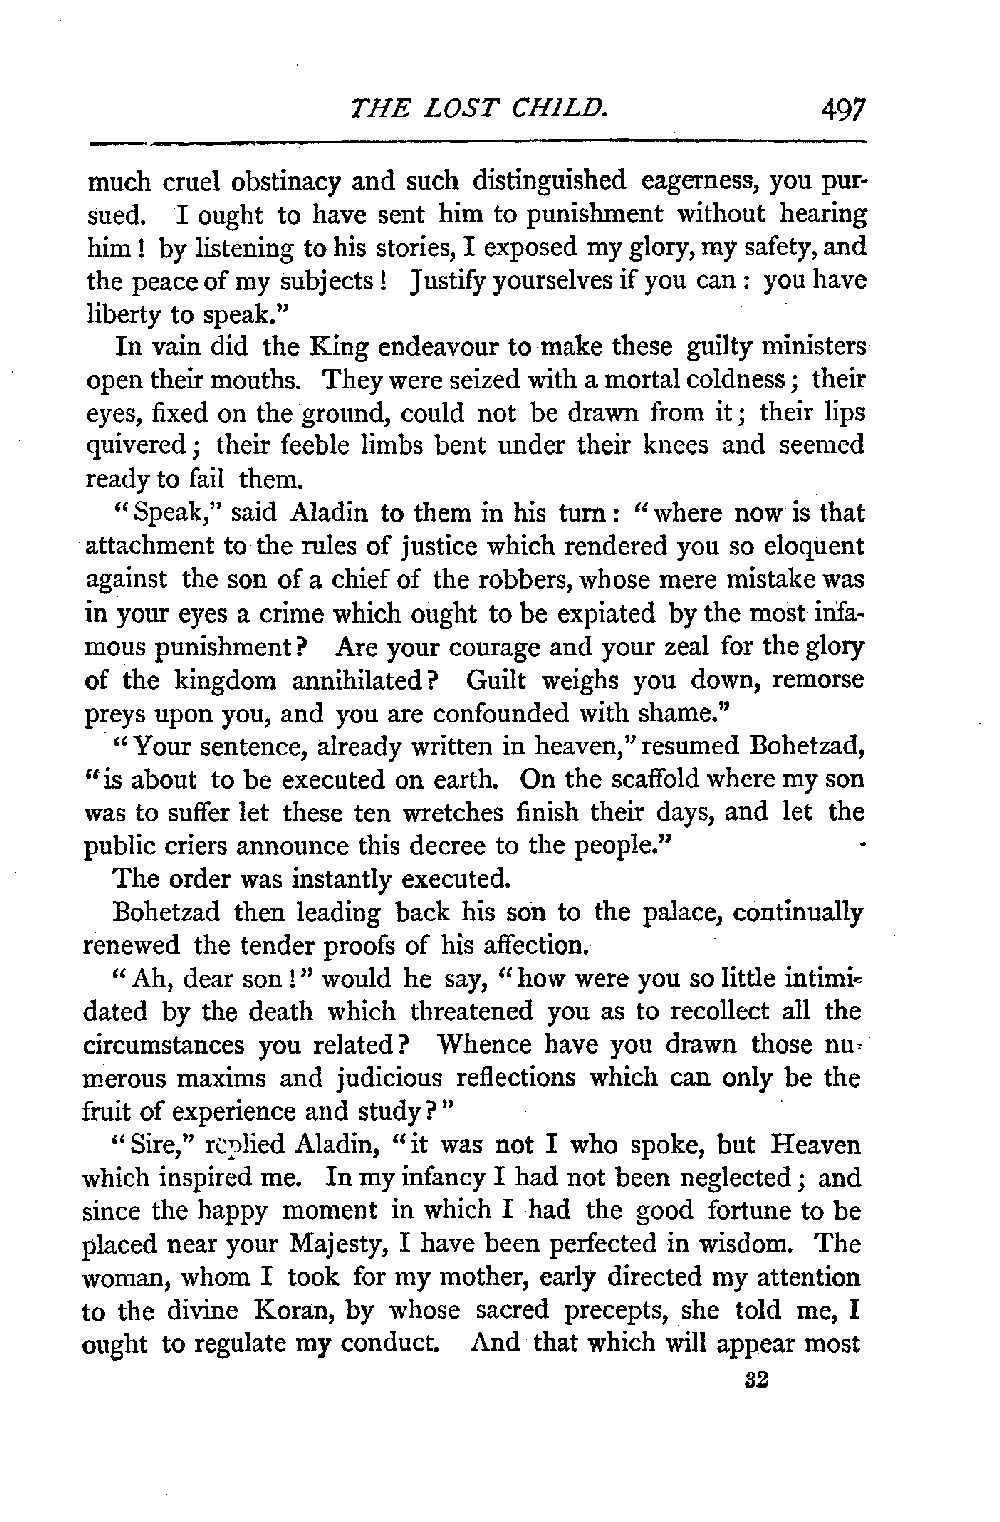 THE LOST CHILD. 497
much cruel obstinacy and such distinguished eagerness, you pur-
sued. I ought to have sent him to punishment without hearing
him! by listening to his stories, I exposed my glory, my safety, and
the peace of my subjects! Justify yourselves if you can: you have
liberty to speak."
In vain did the King endeavour to make these guilty ministers
open their mouths. They were seized with a mortal coldness; their
eyes, fixed on the ground, could not be drawn from it; their lips
quivered; their feeble limbs bent under their knees and seemed
ready to fail them.
"Speak," said Aladin to them in his turn: "where now is that
attachment to the rules of justice which rendered you so eloquent
against the son of a chief of the robbers, whose mere mistake was
in your eyes a crime which ought to be expiated by the most infa-
mous punishment? Are your courage and your zeal for the glory
of the kingdom annihilated? Guilt weighs you down, remorse
preys upon you, and you are confounded with shame."
"Your sentence, already written in heaven," resumed Bohetzad,
"is about to be executed on earth. On the scaffold where my son
was to suffer let these ten wretches finish their days, and let the
public criers announce this decree to the people."
The order was instantly executed.
Bohetzad then leading back his son to the palace, continually
renewed the tender proofs of his affection.
"Ah, dear son!" would he say, "how were you so little intimi-
dated by the death which threatened you as to recollect all the
circumstances you related? Whence have you drawn those nu-
merous maxims and judicious reflections which can only be the
fruit of experience and study?"
"Sire," replied Aladin, "it was not I who spoke, but Heaven
which inspired me. In my infancy I had not been neglected; and
since the happy moment in which I had the good fortune to be
placed near your Majesty, I have been perfected in wisdom. The
woman, whom I took for my mother, early directed my attention
to the divine Koran, by whose sacred precepts, she told me, I
ought to regulate my conduct. And that which will appear most
32